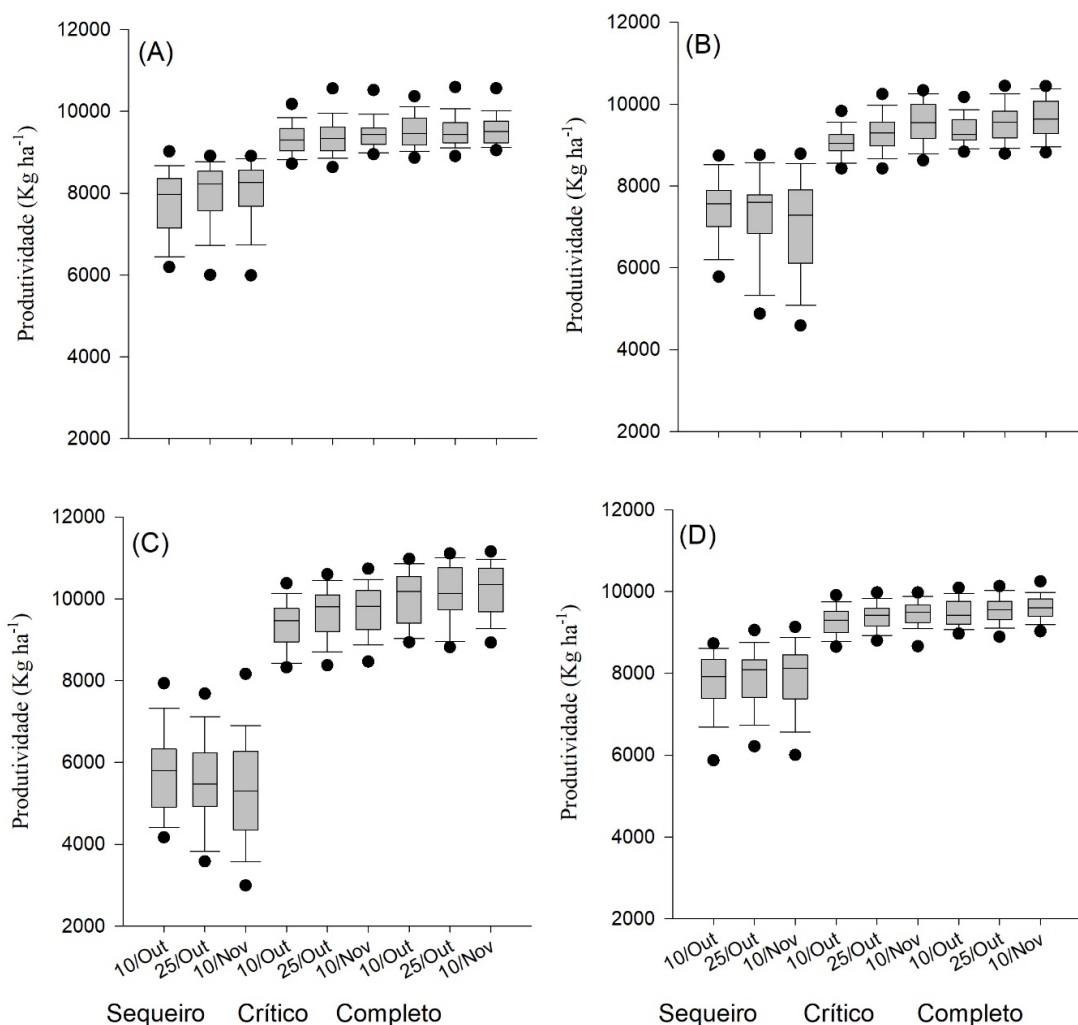 12000
10000
8000
6000
4000
2000
Produtividade (Kg ha⁻¹)
(A)
12000
10000
8000
6000
4000
2000
Produtividade (Kg ha⁻¹)
(B)
12000
10000
8000
6000
4000
2000
Produtividade (Kg ha⁻¹)
(C)
10/Out
25/Out
10/Nov
10/Out
25/Out
10/Nov
10/Out
25/Out
10/Nov
Sequeiro Crítico Completo
12000
10000
8000
6000
4000
2000
Produtividade (Kg ha⁻¹)
(D)
10/Out
25/Out
10/Nov
10/Out
25/Out
10/Nov
10/Out
25/Out
10/Nov
Sequeiro Crítico Completo